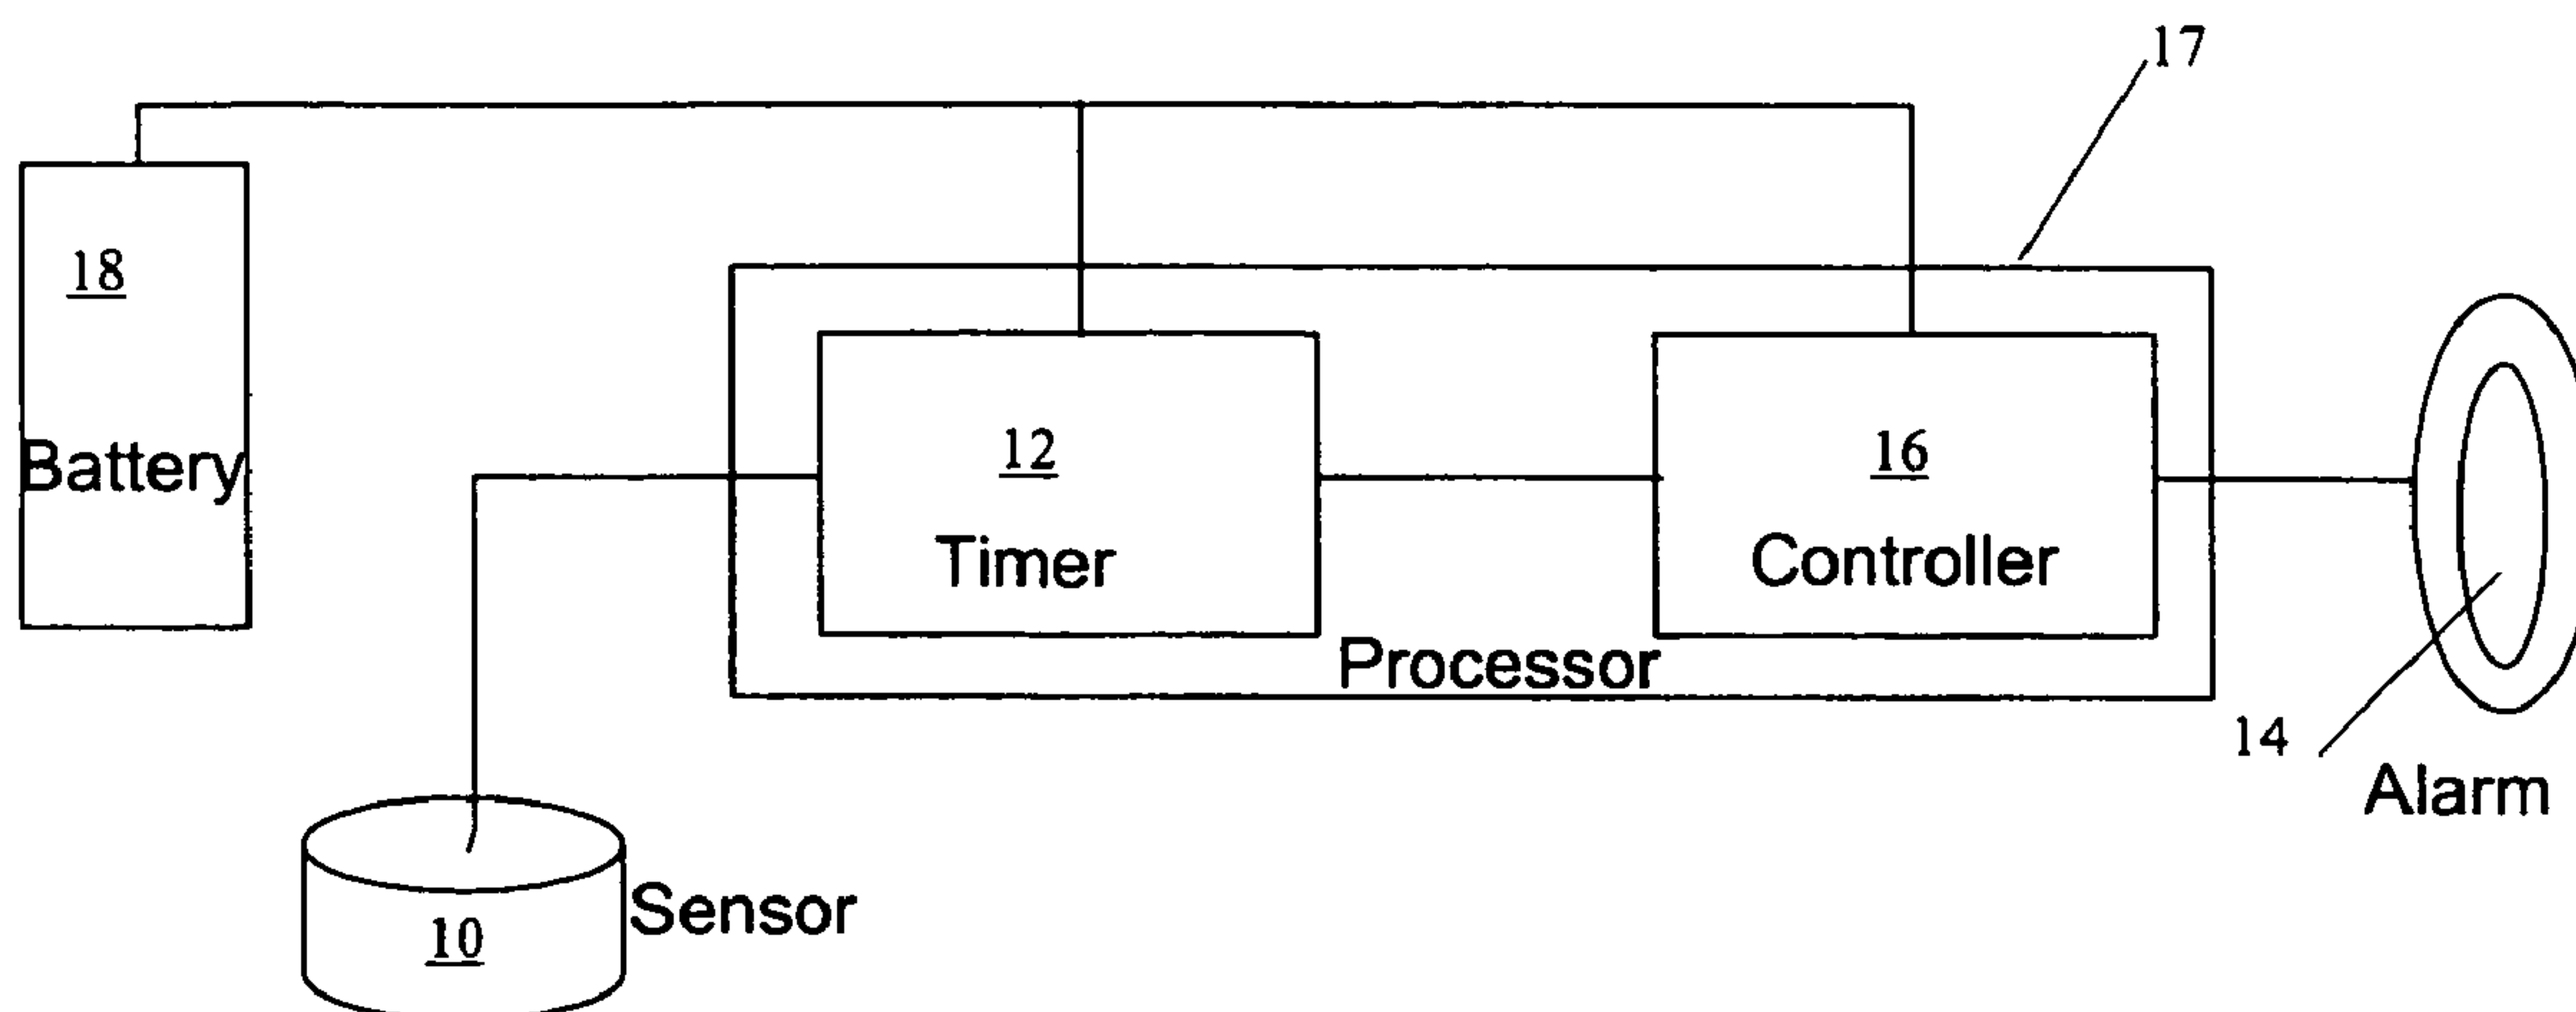 17
18
Battery
12
Timer
16
Controller
Processor
14
Alarm
10
Sensor